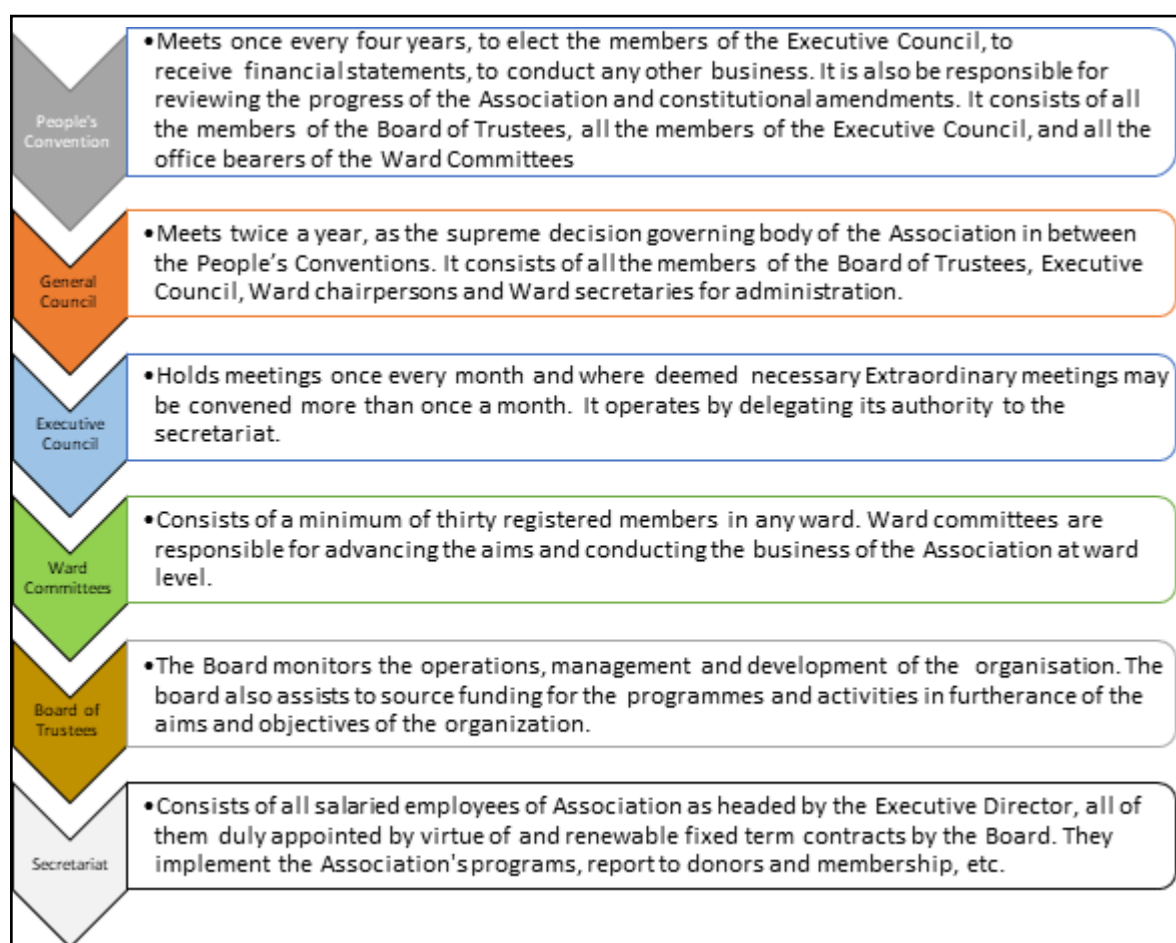 People's
Convention
•Meets once every four years, to elect the members of the Executive Council, to
receive financial statements, to conduct any other business. It is also be responsible for
reviewing the progress of the Association and constitutional amendments. It consists of all
the members of the Board of Trustees, all the members of the Executive Council, and all the
office bearers of the Ward Committees
General
Council
•Meets twice a year, as the supreme decision governing body of the Association in between
the People's Conventions. It consists of all the members of the Board of Trustees, Executive
Council, Ward chairpersons and Ward secretaries for administration.
Executive
Council
•Holds meetings once every month and where deemed necessary Extraordinary meetings may
be convened more than once a month. It operates by delegating its authority to the
secretariat.
Ward
Committees
•Consists of a minimum of thirty registered members in any ward. Ward committees are
responsible for advancing the aims and conducting the business of the Association at ward
level.
Board of
Trustees
•The Board monitors the operations, management and development of the organisation. The
board also assists to source funding for the programmes and activities in furtherance of the
aims and objectives of the organization.
Secretariat
•Consists of all salaried employees of Association as headed by the Executive Director, all of
them duly appointed by virtue of and renewable fixed term contracts by the Board. They
implement the Association's programs, report to donors and membership, etc.